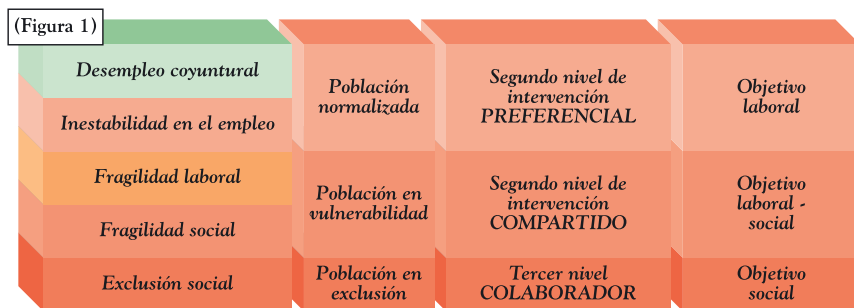 (Figura 1)
Desempleo coyuntural
Inestabilidad en el empleo
Fragilidad laboral
Fragilidad social
Exclusión social
Población
normalizada
Población en
vulnerabilidad
Población en
exclusión
Segundo nivel de
intervención
PREFERENCIAL
Segundo nivel de
intervención
COMPARTIDO
Tercer nivel
COLABORADOR
Objetivo
laboral
Objetivo
laboral -
social
Objetivo
social